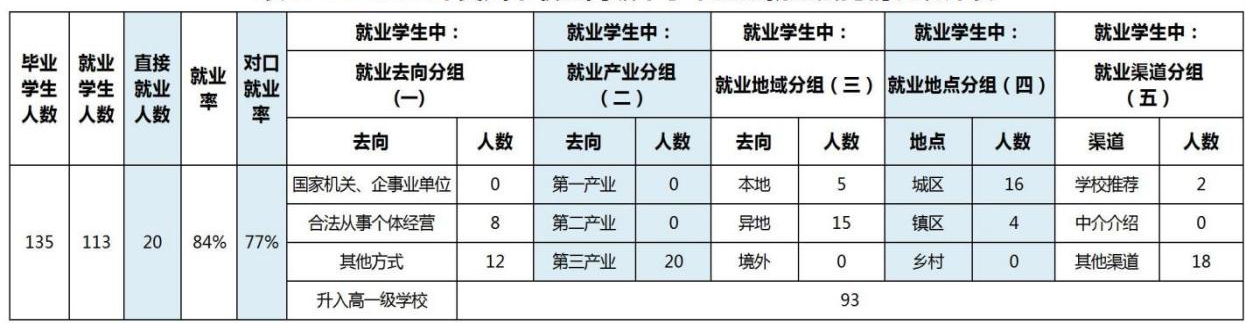 就业学生中： 就业学生中： 就业学生中： 就业学生中： 就业学生中：
毕业学生人数 就业学生人数 直接就业人数 就业率 对口就业率 就业去向分组（一） 就业产业分组（二） 就业地域分组（三） 就业地点分组（四） 就业渠道分组（五）
去向 人数 去向 人数 去向 人数 地点 人数 渠道 人数
国家机关、企事业单位 0 第一产业 0 本地 5 城区 16 学校推荐 2
135 113 20 84% 77% 合法从事个体经营 8 第二产业 0 异地 15 镇区 4 中介介绍 0
其他方式 12 第三产业 20 境外 0 乡村 0 其他渠道 18
升入高一级学校 93